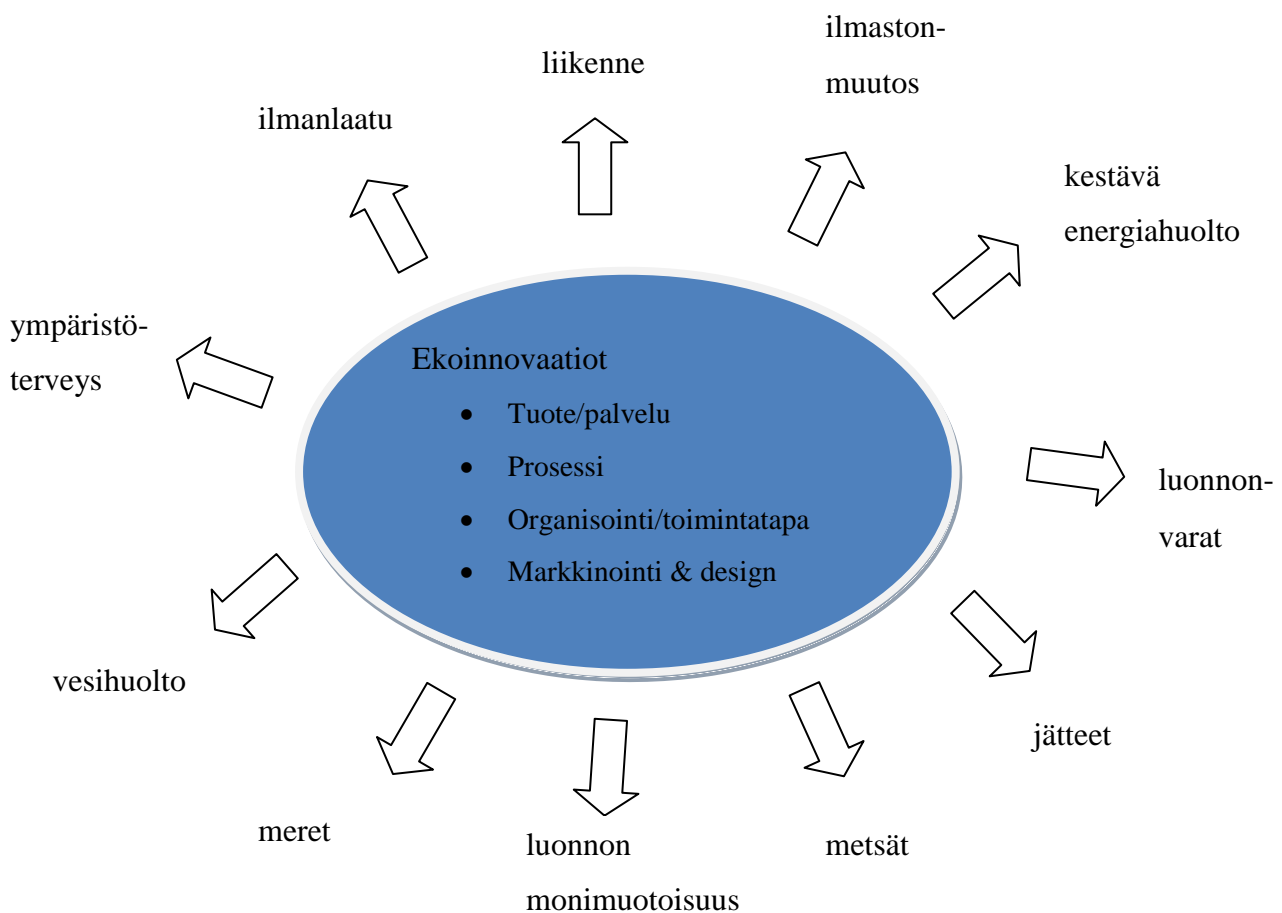 ilmaston-
muutos
liikenne
ilmanlaatu
kestävä
energiahuolto
ympäristö-
terveys
Ekoinnovaatiot
• Tuote/palvelu
• Prosessi
• Organisointi/toimintatapa
• Markkinointi & design
luonnon-
varat
vesihuolto
jätteet
meret
luonnon
monimuotoisuus
metsät